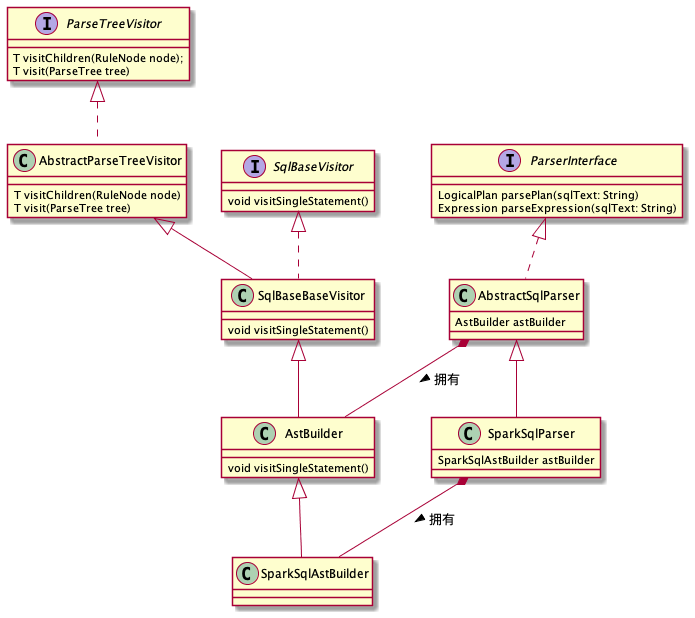 I ParseTreeVisitor
T visitChildren(RuleNode node);
T visit(ParseTree tree)
C AbstractParseTreeVisitor
T visitChildren(RuleNode node)
T visit(ParseTree tree)
I SqlBaseVisitor
void visitSingleStatement()
I ParserInterface
LogicalPlan parsePlan(sqlText: String)
Expression parseExpression(sqlText: String)
C SqlBaseBaseVisitor
void visitSingleStatement()
C AbstractSqlParser
AstBuilder astBuilder
拥有
C AstBuilder
void visitSingleStatement()
C SparkSqlParser
SparkSqlAstBuilder astBuilder
拥有
C SparkSqlAstBuilder